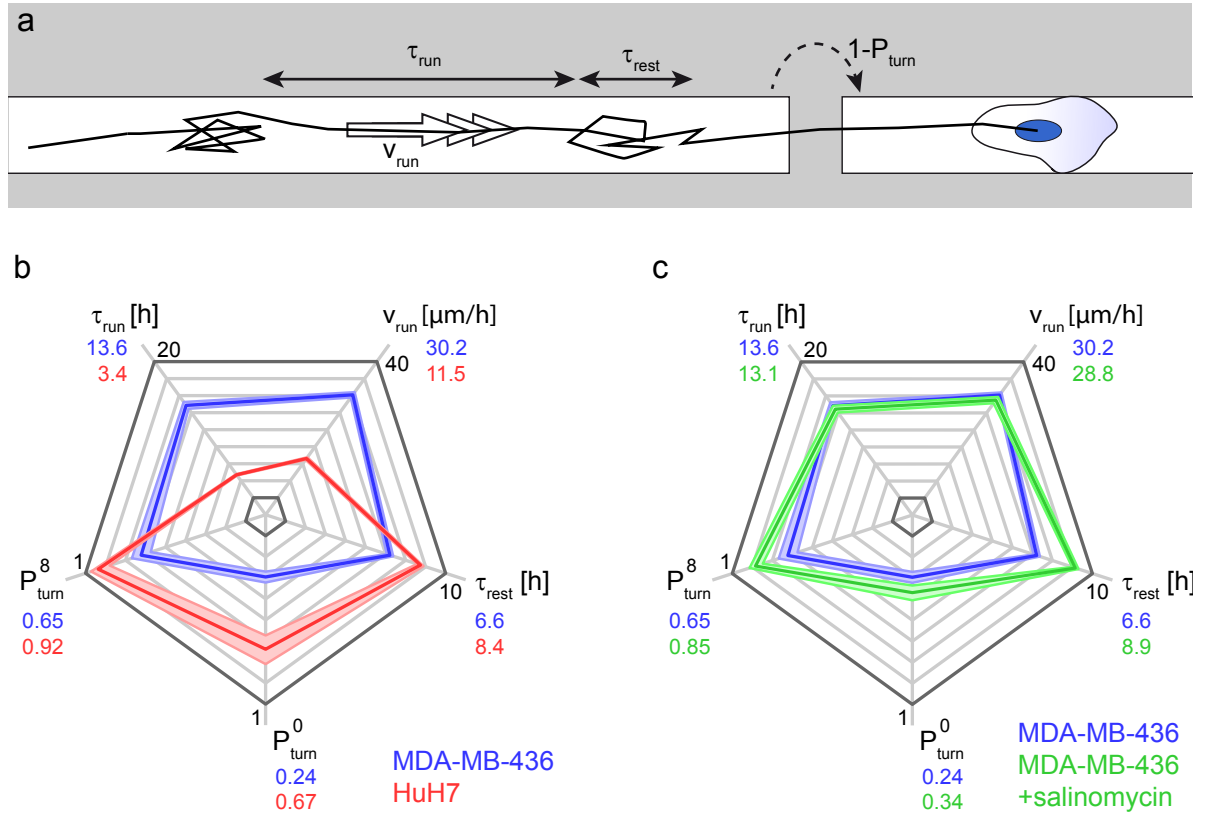 a
τrun
τrest
1-Pturn
vrun
b
c
τrun [h]
13.6
3.4
20
vrun [μm/h]
30.2
11.5
40
τrun [h]
13.6
13.1
20
vrun [μm/h]
30.2
28.8
40
1
P⁸turn
0.65
0.92
10
τrest [h]
6.6
8.4
1
P⁰turn
0.24
0.67
MDA-MB-436
HuH7
1
P⁸turn
0.65
0.85
10
τrest [h]
6.6
8.9
1
P⁰turn
0.24
0.34
MDA-MB-436
MDA-MB-436
+salinomycin